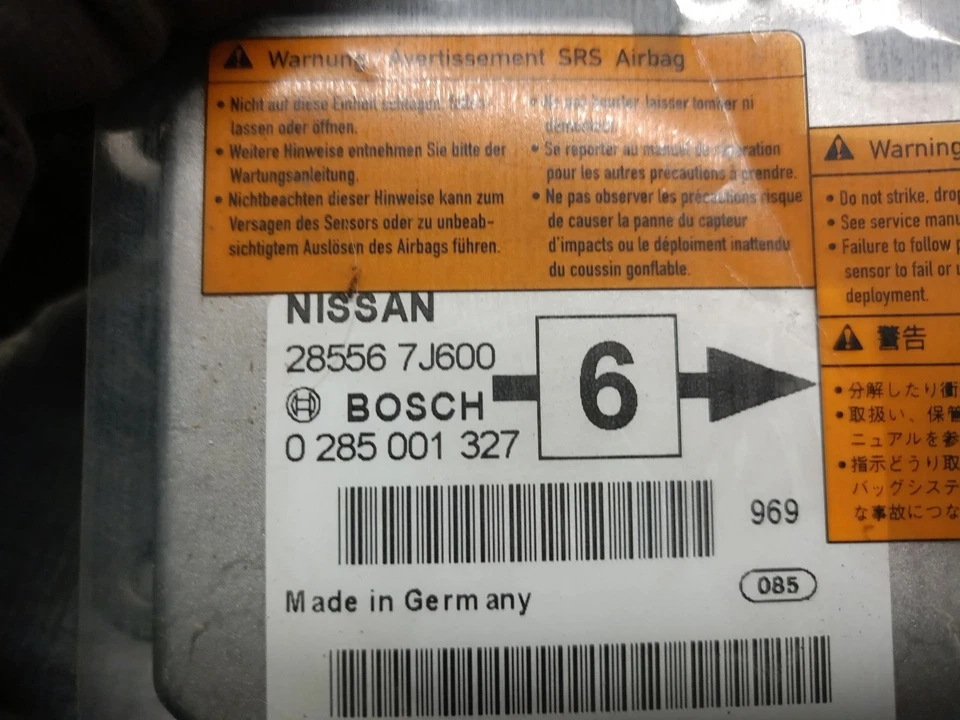 Warnung Avertissement SRS Airbag
• Nicht auf diese Einheit schlagen, fallen
lassen oder öffnen.
• Weitere Hinweise entnehmen Sie bitte der
Wartungsanleitung.
• Nichtbeachten dieser Hinweise kann zum
Versagen des Sensors oder zu unbeab-
sichtigtem Auslösen des Airbags führen.
• Ne pas heurter laisser tomber ni
démonter.
• Se reporter au manuel de réparation
pour les autres précautions à prendre.
• Ne pas observer les précautions risque
de causer la panne du capteur
d'impacts ou le déploiment inattendu
du coussin gonflable.
Warning
• Do not strike, drop
• See service manu
• Failure to follow p
sensor to fail or u
deployment.
警告
• 分解したり衝
• 取扱い、保管
ニュアルを参
• 指示どうり取
バッグシステ
な事故につな
NISSAN
28556 7J600
BOSCH
0 285 001 327
6
969
Made in Germany
085